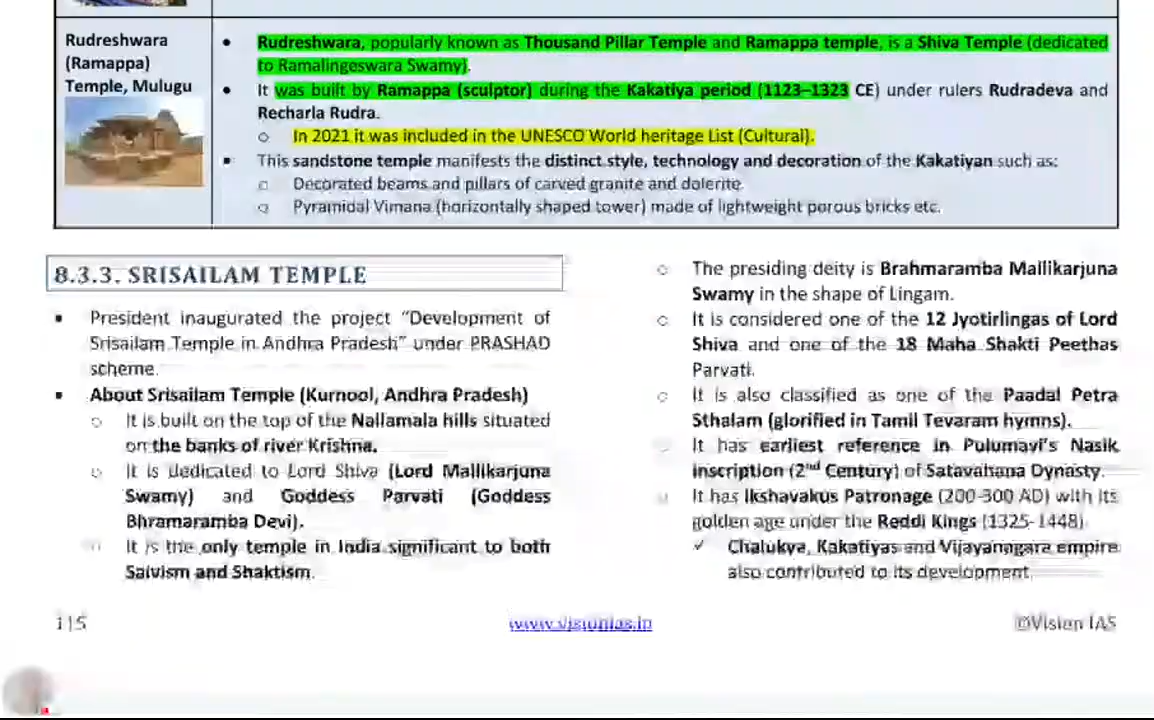 Rudreshwara
(Ramappa)
Temple, Mulugu
• Rudreshwara, popularly known as Thousand Pillar Temple and Ramappa temple, is a Shiva Temple (dedicated
to Ramalingeswara Swamy).
• It was built by Ramappa (sculptor) during the Kakatiya period (1123–1323 CE) under rulers Rudradeva and
Recharla Rudra.
o In 2021 it was included in the UNESCO World heritage List (Cultural).
• This sandstone temple manifests the distinct style, technology and decoration of the Kakatiyan such as:
o Decorated beams and pillars of carved granite and dolerite
o Pyramidal Vimana (horizontally shaped tower) made of lightweight porous bricks etc.
8.3.3. SRISAILAM TEMPLE
• President inaugurated the project "Development of
Srisailam Temple in Andhra Pradesh" under PRASHAD
scheme.
• About Srisailam Temple (Kurnool, Andhra Pradesh)
o It is built on the top of the Nallamala hills situated
on the banks of river Krishna.
o It is dedicated to Lord Shiva (Lord Mallikarjuna
Swamy) and Goddess Parvati (Goddess
Bhramaramba Devi).
o It is the only temple in India significant to both
Saivism and Shaktism.
o The presiding deity is Brahmaramba Mallikarjuna
Swamy in the shape of Lingam.
o It is considered one of the 12 Jyotirlingas of Lord
Shiva and one of the 18 Maha Shakti Peethas
Parvati.
o It is also classified as one of the Paadal Petra
Sthalam (glorified in Tamil Tevaram hymns).
o It has earliest reference in Pulumavi's Nasik
inscription (2nd Century) of Satavahana Dynasty.
o It has Ikshavakus Patronage (200-300 AD) with its
golden age under the Reddi Kings (1325-1448)
✓ Chalukya, Kakatiyas and Vijayanagara empire
also contributed to its development.
115
www.visionias.in
©Vision IAS